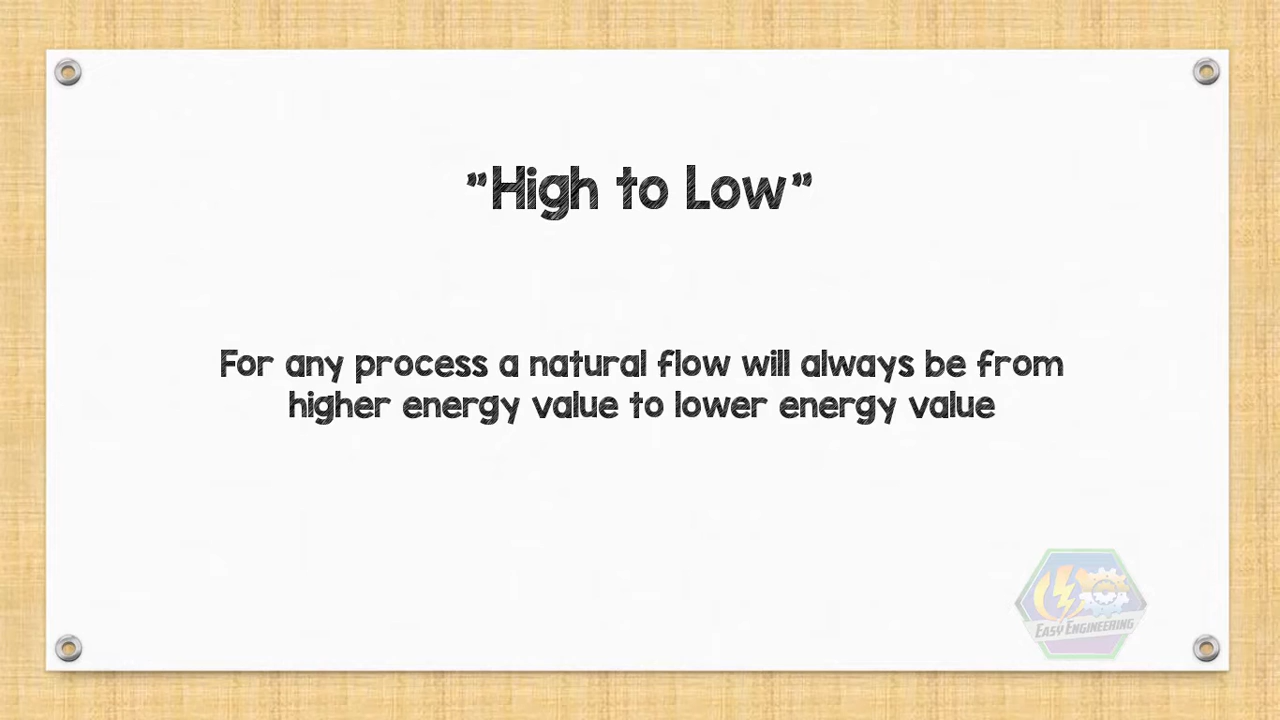 "High to Low"
For any process a natural flow will always be from
higher energy value to lower energy value
EASY ENGINEERING